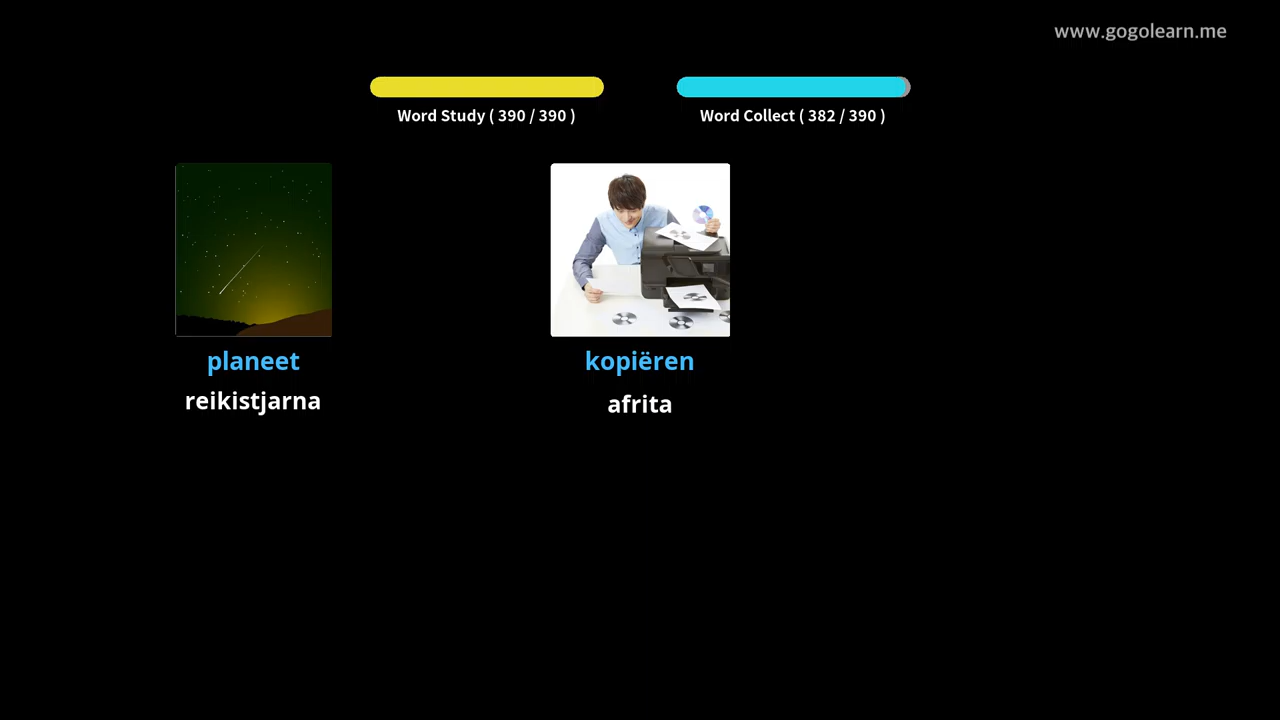 www.gogolearn.me
Word Study ( 390 / 390 )
Word Collect ( 382 / 390 )
planeet
reikistjarna
kopiëren
afrita